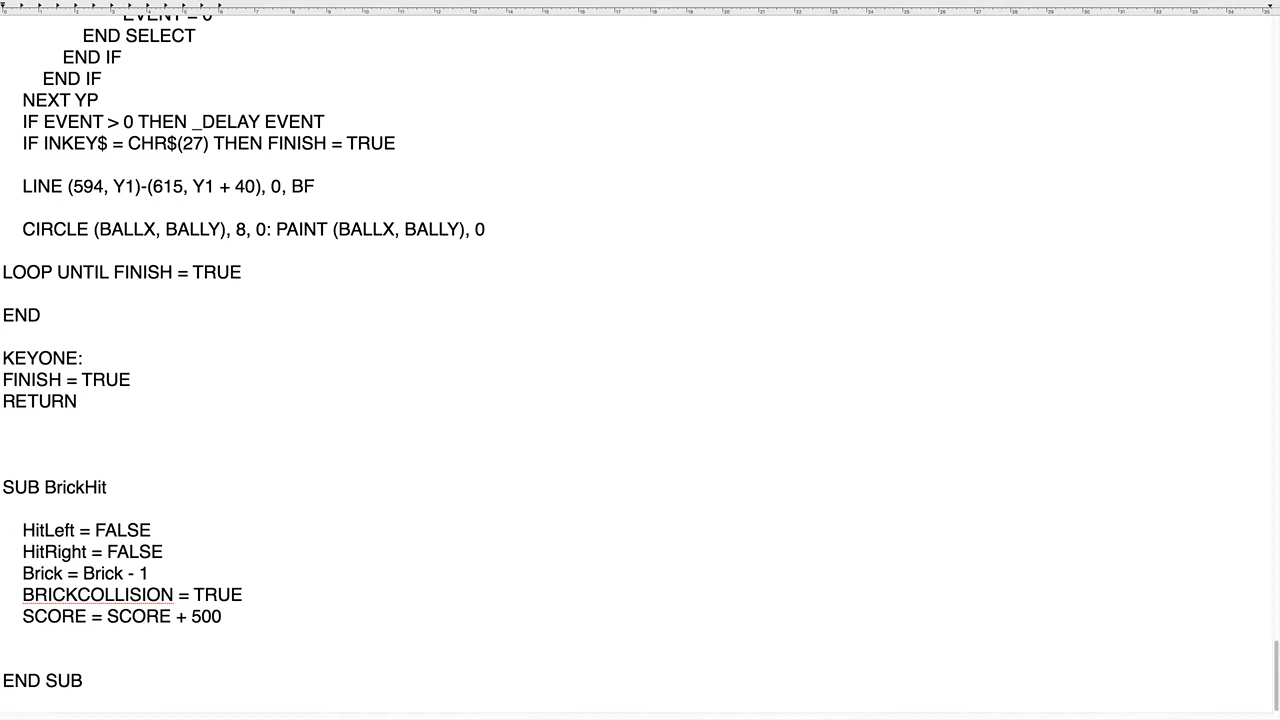 EVENT = 0
END SELECT
END IF
END IF
NEXT YP
IF EVENT > 0 THEN _DELAY EVENT
IF INKEY$ = CHR$(27) THEN FINISH = TRUE
LINE (594, Y1)-(615, Y1 + 40), 0, BF
CIRCLE (BALLX, BALLY), 8, 0: PAINT (BALLX, BALLY), 0
LOOP UNTIL FINISH = TRUE
END
KEYONE:
FINISH = TRUE
RETURN
SUB BrickHit
HitLeft = FALSE
HitRight = FALSE
Brick = Brick - 1
BRICKCOLLISION = TRUE
SCORE = SCORE + 500
END SUB